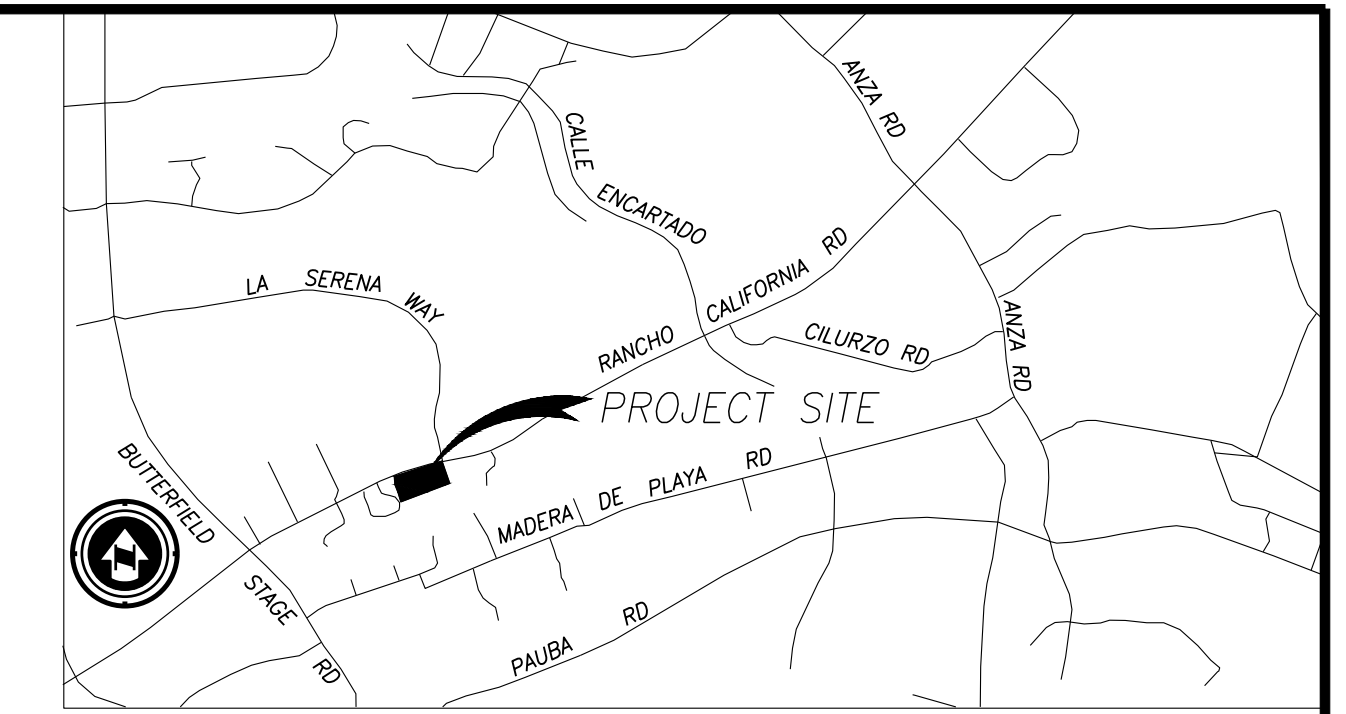 ANZA RD
CALLE ENCARTADO
RANCHO CALIFORNIA RD
LA SERENA WAY
CILURZO RD
ANZA RD
PROJECT SITE
BUTTERFIELD STAGE RD
MADERA DE PLAYA RD
PAUBA RD
N